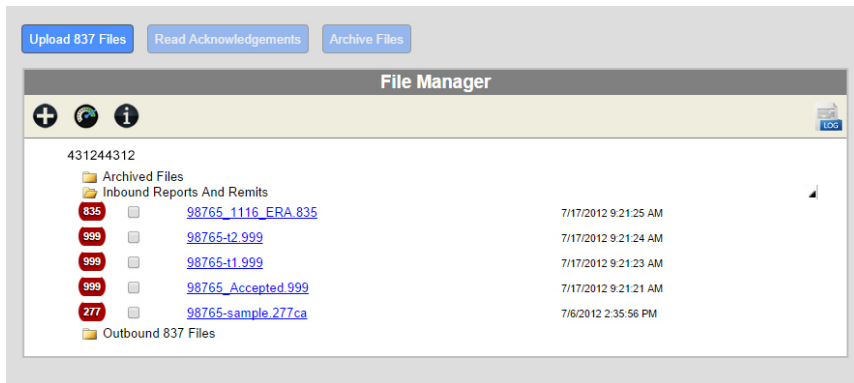 Upload 837 Files Read Acknowledgements Archive Files
File Manager
LOG
431244312
Archived Files
Inbound Reports And Remits
835 98765_1116_ERA.835 7/17/2012 9:21:25 AM
999 98765-t2.999 7/17/2012 9:21:24 AM
999 98765-t1.999 7/17/2012 9:21:23 AM
999 98765_Accepted.999 7/17/2012 9:21:21 AM
277 98765-sample.277ca 7/6/2012 2:35:56 PM
Outbound 837 Files